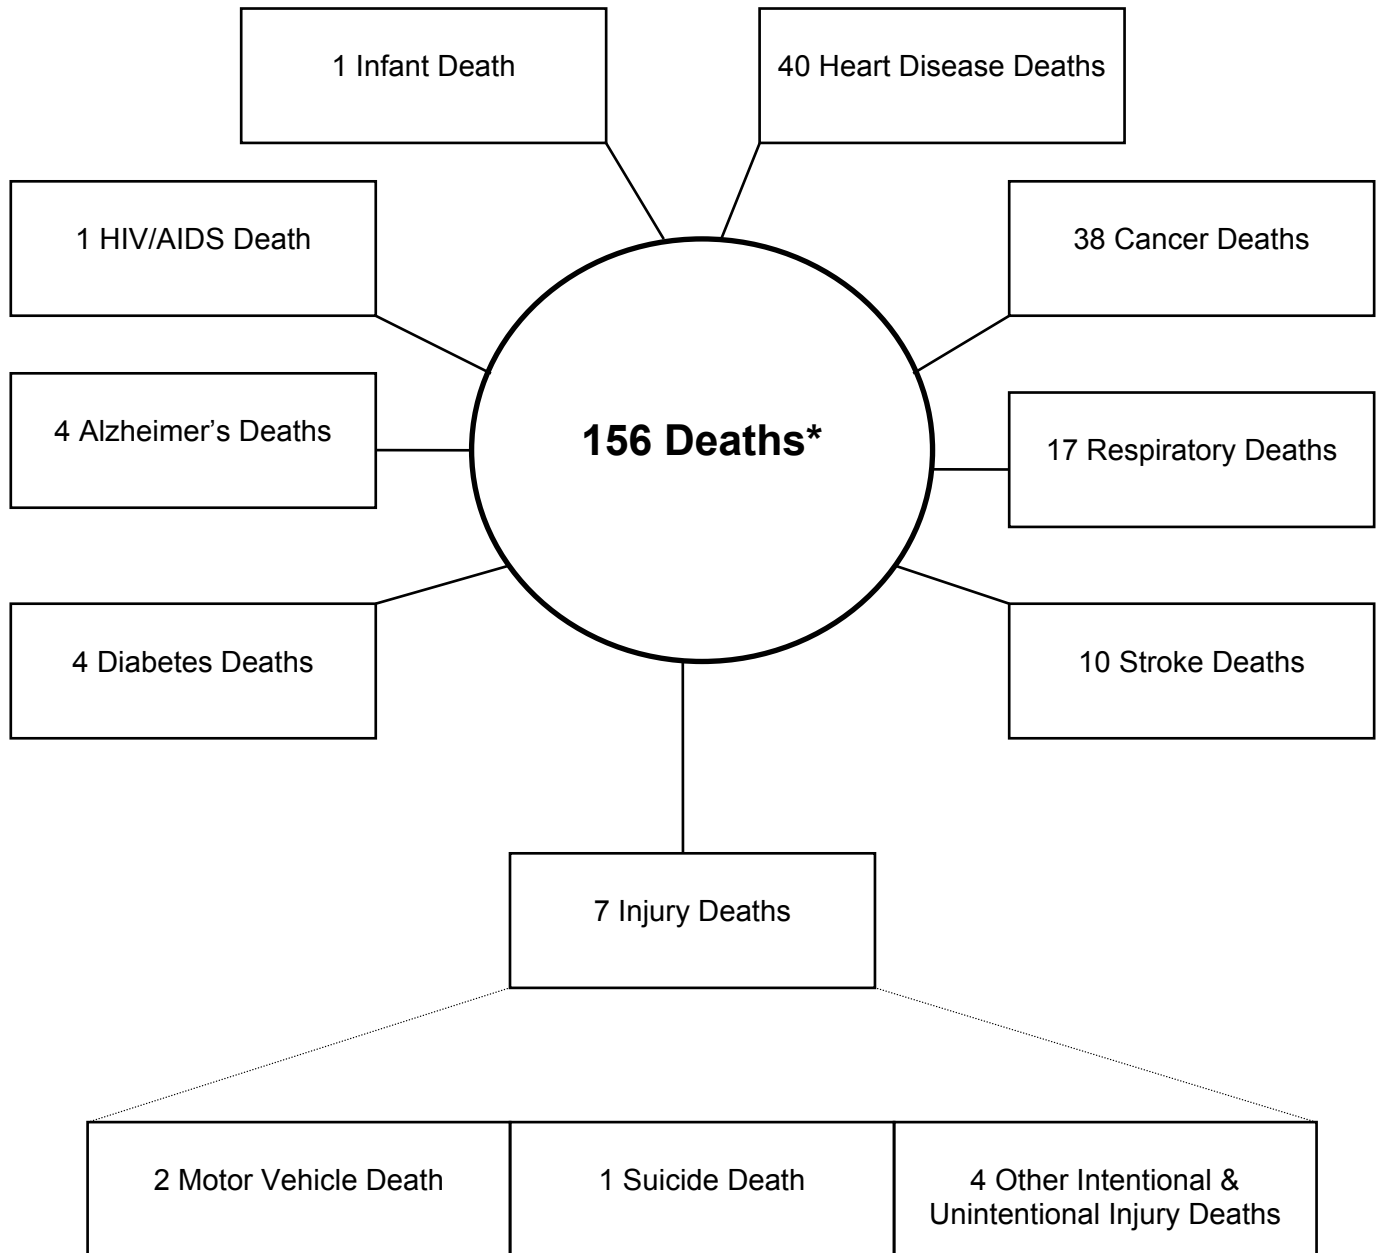 1 Infant Death
40 Heart Disease Deaths
1 HIV/AIDS Death
38 Cancer Deaths
4 Alzheimer’s Deaths
156 Deaths*
17 Respiratory Deaths
4 Diabetes Deaths
10 Stroke Deaths
7 Injury Deaths
2 Motor Vehicle Death
1 Suicide Death
4 Other Intentional &
Unintentional Injury Deaths